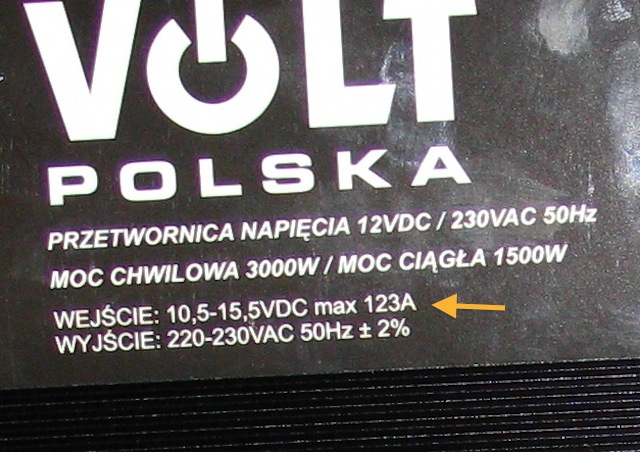 VOLT
POLSKA
PRZETWORNICA NAPIĘCIA 12VDC / 230VAC 50Hz
MOC CHWILOWA 3000W / MOC CIĄGŁA 1500W
WEJŚCIE: 10,5-15,5VDC max 123A
WYJŚCIE: 220-230VAC 50Hz ± 2%